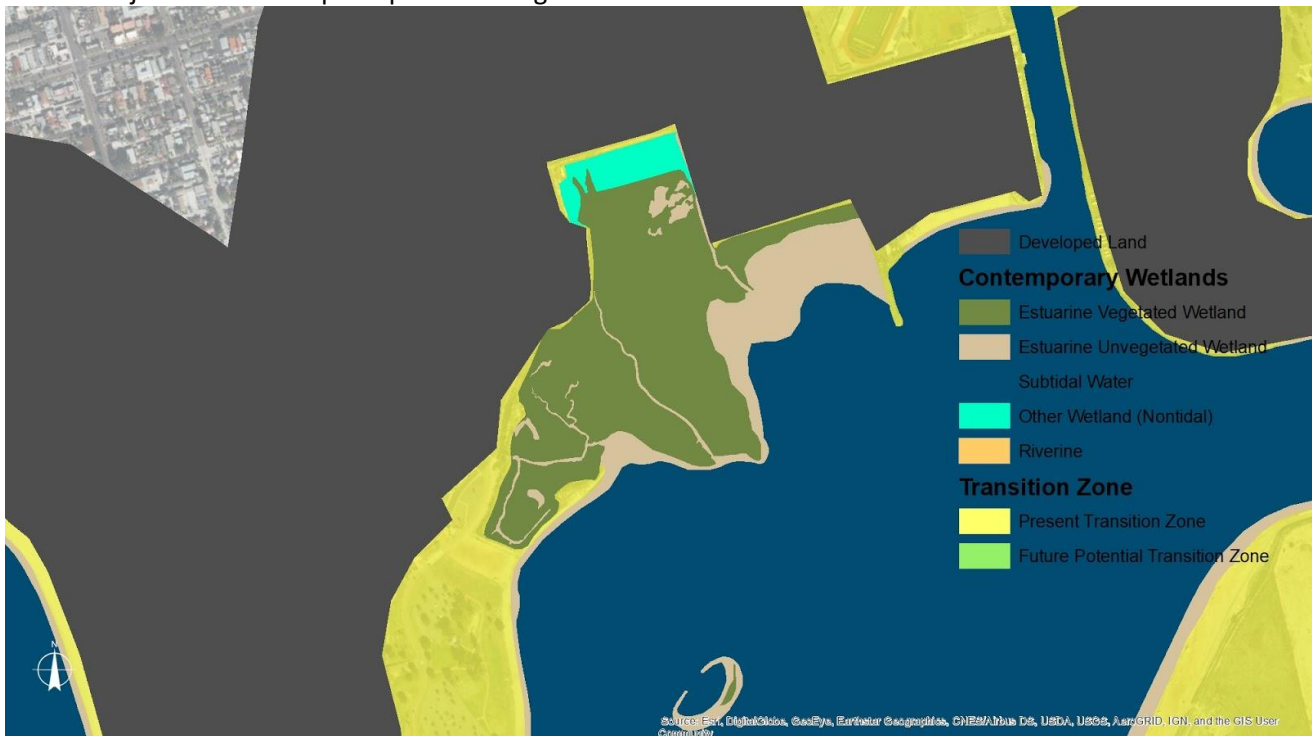 Developed Land
Contemporary Wetlands
Estuarine Vegetated Wetland
Estuarine Unvegetated Wetland
Subtidal Water
Other Wetland (Nontidal)
Riverine
Transition Zone
Present Transition Zone
Future Potential Transition Zone
N
Source: Esri, DigitalGlobe, GeoEye, Earthstar Geographics, CNES/Airbus DS, USDA, USGS, AeroGRID, IGN, and the GIS User
Community